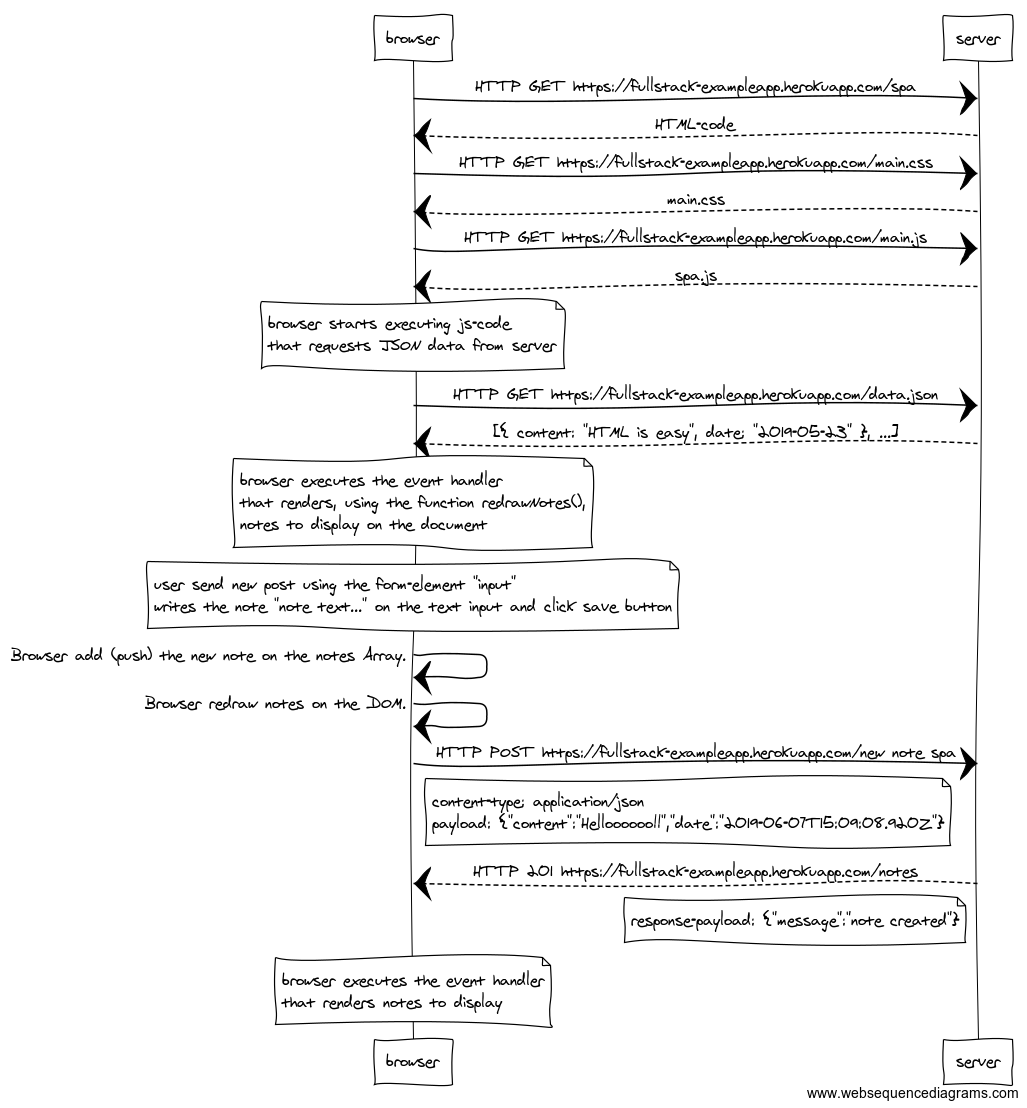 browser
server
HTTP GET https://fullstack-exampleapp.herokuapp.com/spa
HTML-code
HTTP GET https://fullstack-exampleapp.herokuapp.com/main.css
main.css
HTTP GET https://fullstack-exampleapp.herokuapp.com/main.js
spa.js
browser starts executing js-code
that requests JSON data from server
HTTP GET https://fullstack-exampleapp.herokuapp.com/data.json
[{ content: "HTML is easy", date: "2019-05-23" }, ...]
browser executes the event handler
that renders, using the function redrawNotes(),
notes to display on the document
user send new post using the form-element "input"
writes the note "note text..." on the text input and click save button
Browser add (push) the new note on the notes Array.
Browser redraw notes on the DOM.
HTTP POST https://fullstack-exampleapp.herokuapp.com/new note spa
content-type: application/json
payload: {"content":"Hellooooooll","date":"2019-06-07T15:09:08.920Z"}
HTTP 201 https://fullstack-exampleapp.herokuapp.com/notes
response-payload: {"message":"note created"}
browser executes the event handler
that renders notes to display
browser
server
www.websequencediagrams.com